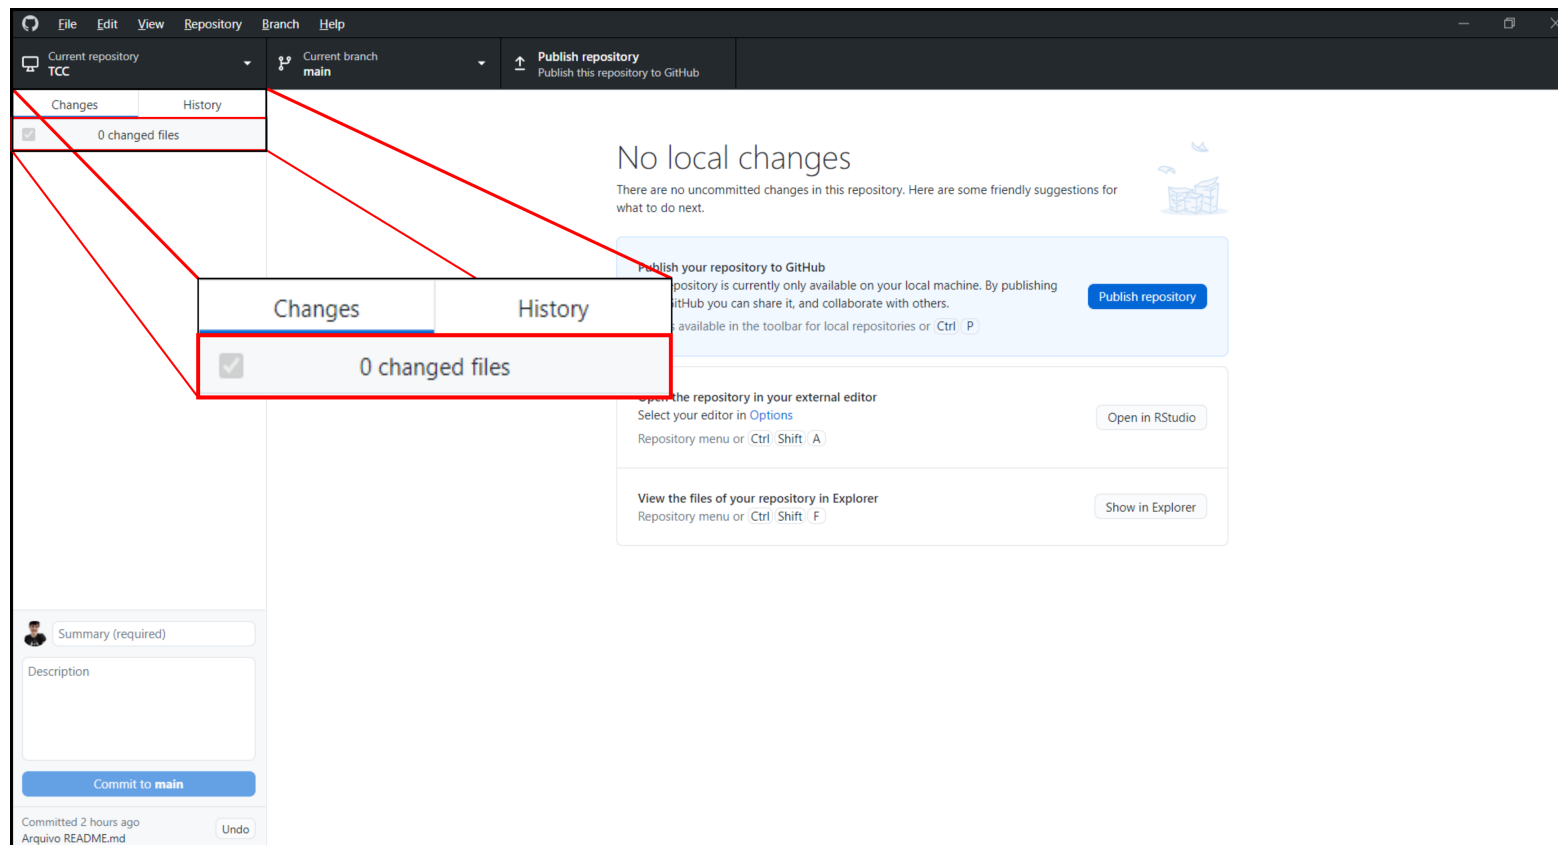 File Edit View Repository Branch Help
Current repository
TCC
Current branch
main
Publish repository
Publish this repository to GitHub
Changes History
0 changed files
No local changes
There are no uncommitted changes in this repository. Here are some friendly suggestions for
what to do next.
Publish your repository to GitHub
repository is currently only available on your local machine. By publishing
GitHub you can share it, and collaborate with others.
available in the toolbar for local repositories or Ctrl P
Publish repository
Changes History
0 changed files
Open the repository in your external editor
Select your editor in Options
Repository menu or Ctrl Shift A
Open in RStudio
View the files of your repository in Explorer
Repository menu or Ctrl Shift F
Show in Explorer
Summary (required)
Description
Commit to main
Committed 2 hours ago
Arquivo README.md
Undo